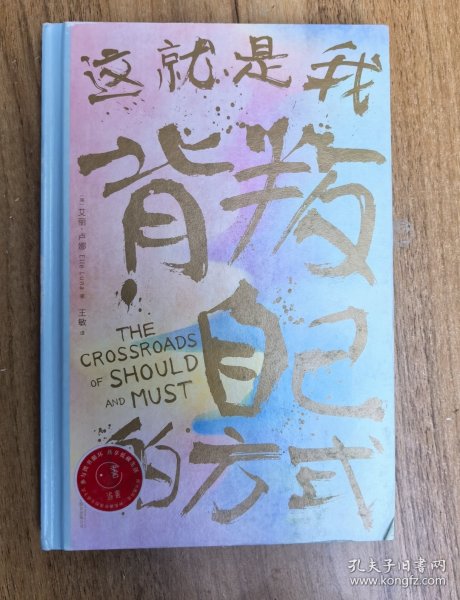 这就是我
背叛
自己
的方式
[美]艾丽·卢娜 Elle Luna 著
王敏 译
THE
CROSSROADS
OF SHOULD
AND MUST
孔夫子旧书网
www.kongfz.com